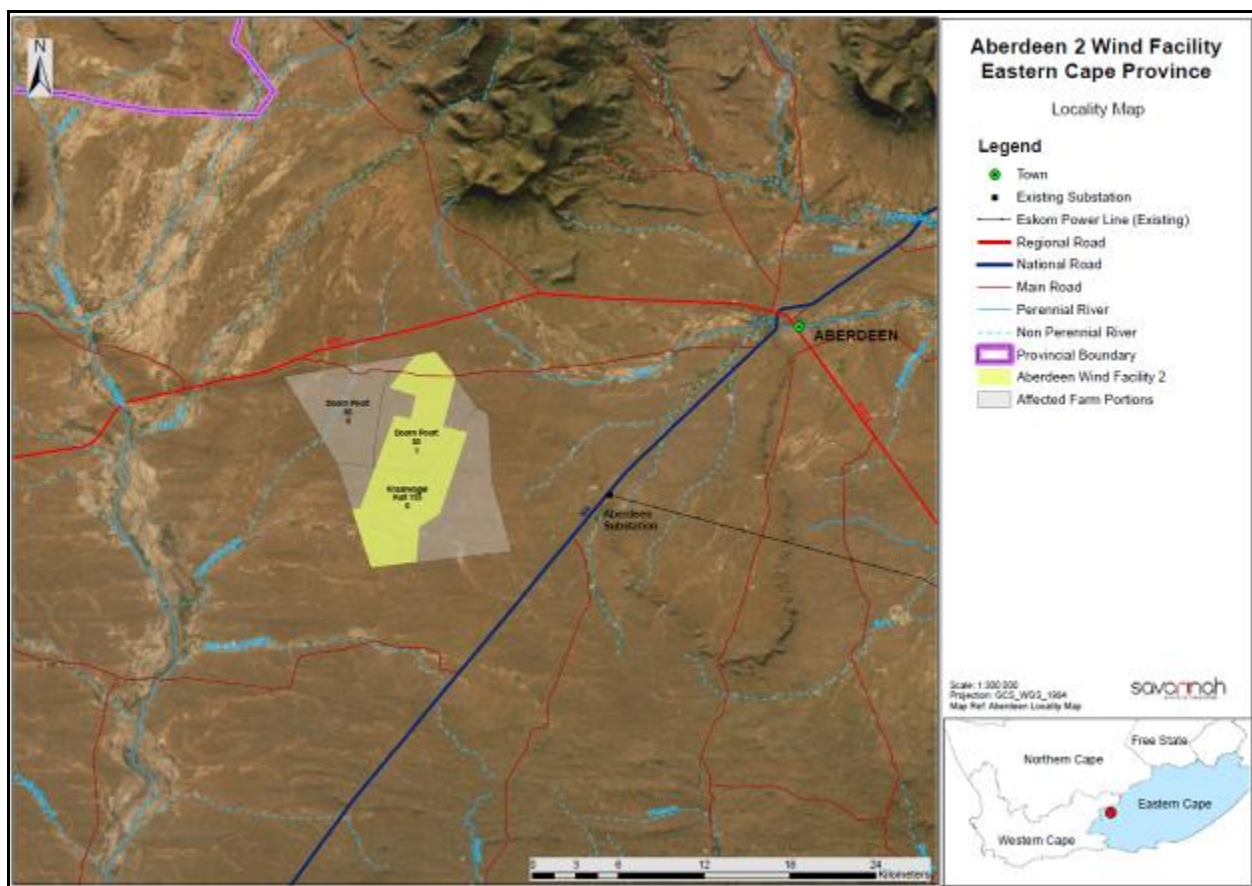 N
ABERDEEN
Doorn Poort
Doorn Poort
1
Kraanvogel
0
Aberdeen
Substation
0 3 6 12 18 24
Kilometers
Aberdeen 2 Wind Facility
Eastern Cape Province
Locality Map
Legend
Town
Existing Substation
Eskom Power Line (Existing)
Regional Road
National Road
Main Road
Perennial River
Non Perennial River
Provincial Boundary
Aberdeen Wind Facility 2
Affected Farm Portions
Scale: 1:300 000
Projection: GCS_WGS_1984
Map Ref: Aberdeen Locality Map
savannah
Free State
Northern Cape
Eastern Cape
Western Cape